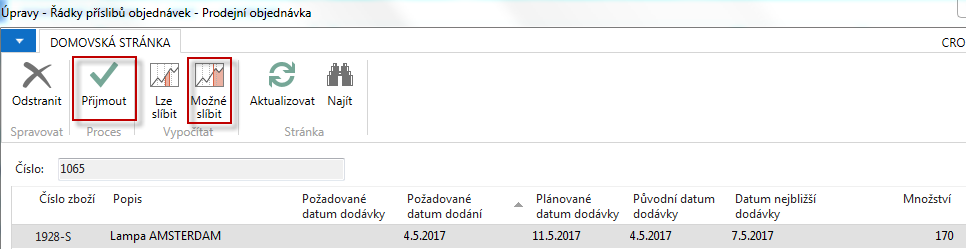 Úpravy - Řádky příslibů objednávek - Prodejní objednávka
DOMOVSKÁ STRÁNKA
CRO
Odstranit
Přijmout
Lze
slíbit
Možné
slíbit
Aktualizovat
Najít
Spravovat
Proces
Vypočítat
Stránka
Číslo:
1065
Číslo zboží
Popis
Požadované
datum dodávky
Požadované
datum dodání
Plánované
datum dodávky
Původní datum
dodávky
Datum nejbližší
dodávky
Množství
1928-S
Lampa AMSTERDAM
4.5.2017
11.5.2017
4.5.2017
7.5.2017
170